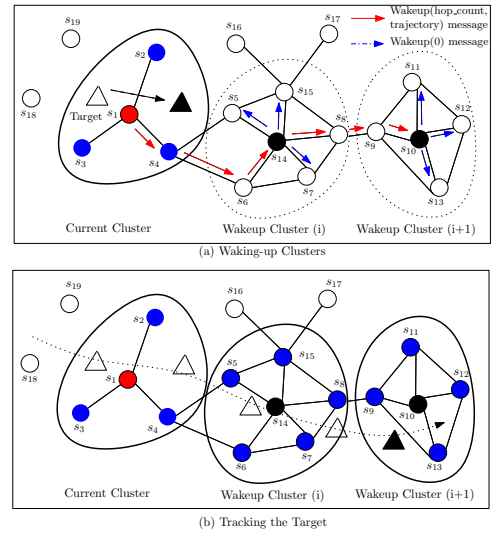 s19
s16
s17
Wakeup(hop_count,
trajectory) message
Wakeup(0) message
s2
s11
s18
Target
s1
s5
s15
s8
s12
s3
s4
s14
s9
s10
s6
s7
s13
Current Cluster
Wakeup Cluster (i)
Wakeup Cluster (i+1)
(a) Waking-up Clusters
s19
s16
s17
s2
s11
s18
s1
s5
s15
s8
s12
s3
s4
s14
s9
s10
s6
s7
s13
Current Cluster
Wakeup Cluster (i)
Wakeup Cluster (i+1)
(b) Tracking the Target